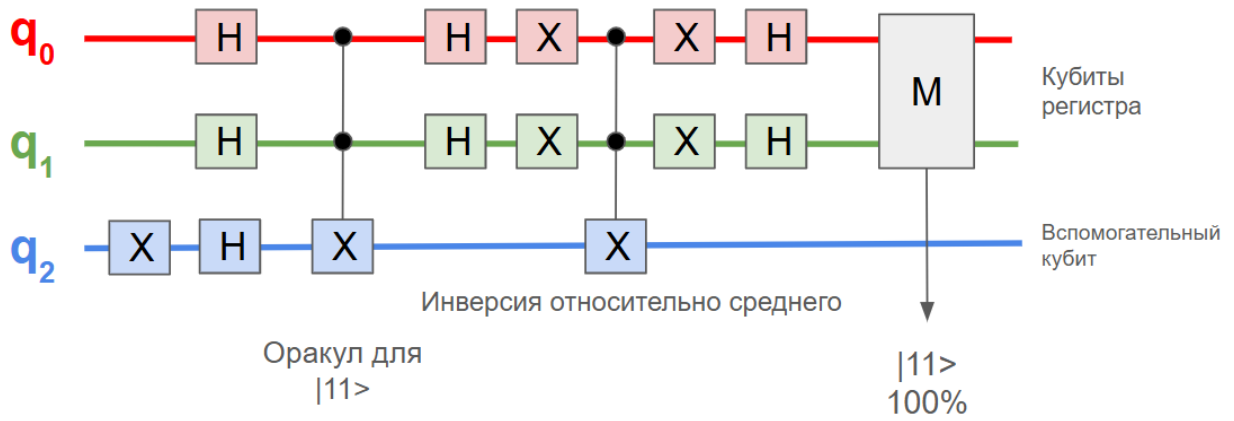 q0 H H X X H
M
Кубиты
регистра
q1 H H X X H
q2 X H X X
Вспомогательный
кубит
Инверсия относительно среднего
Оракул для
|11>
|11>
100%